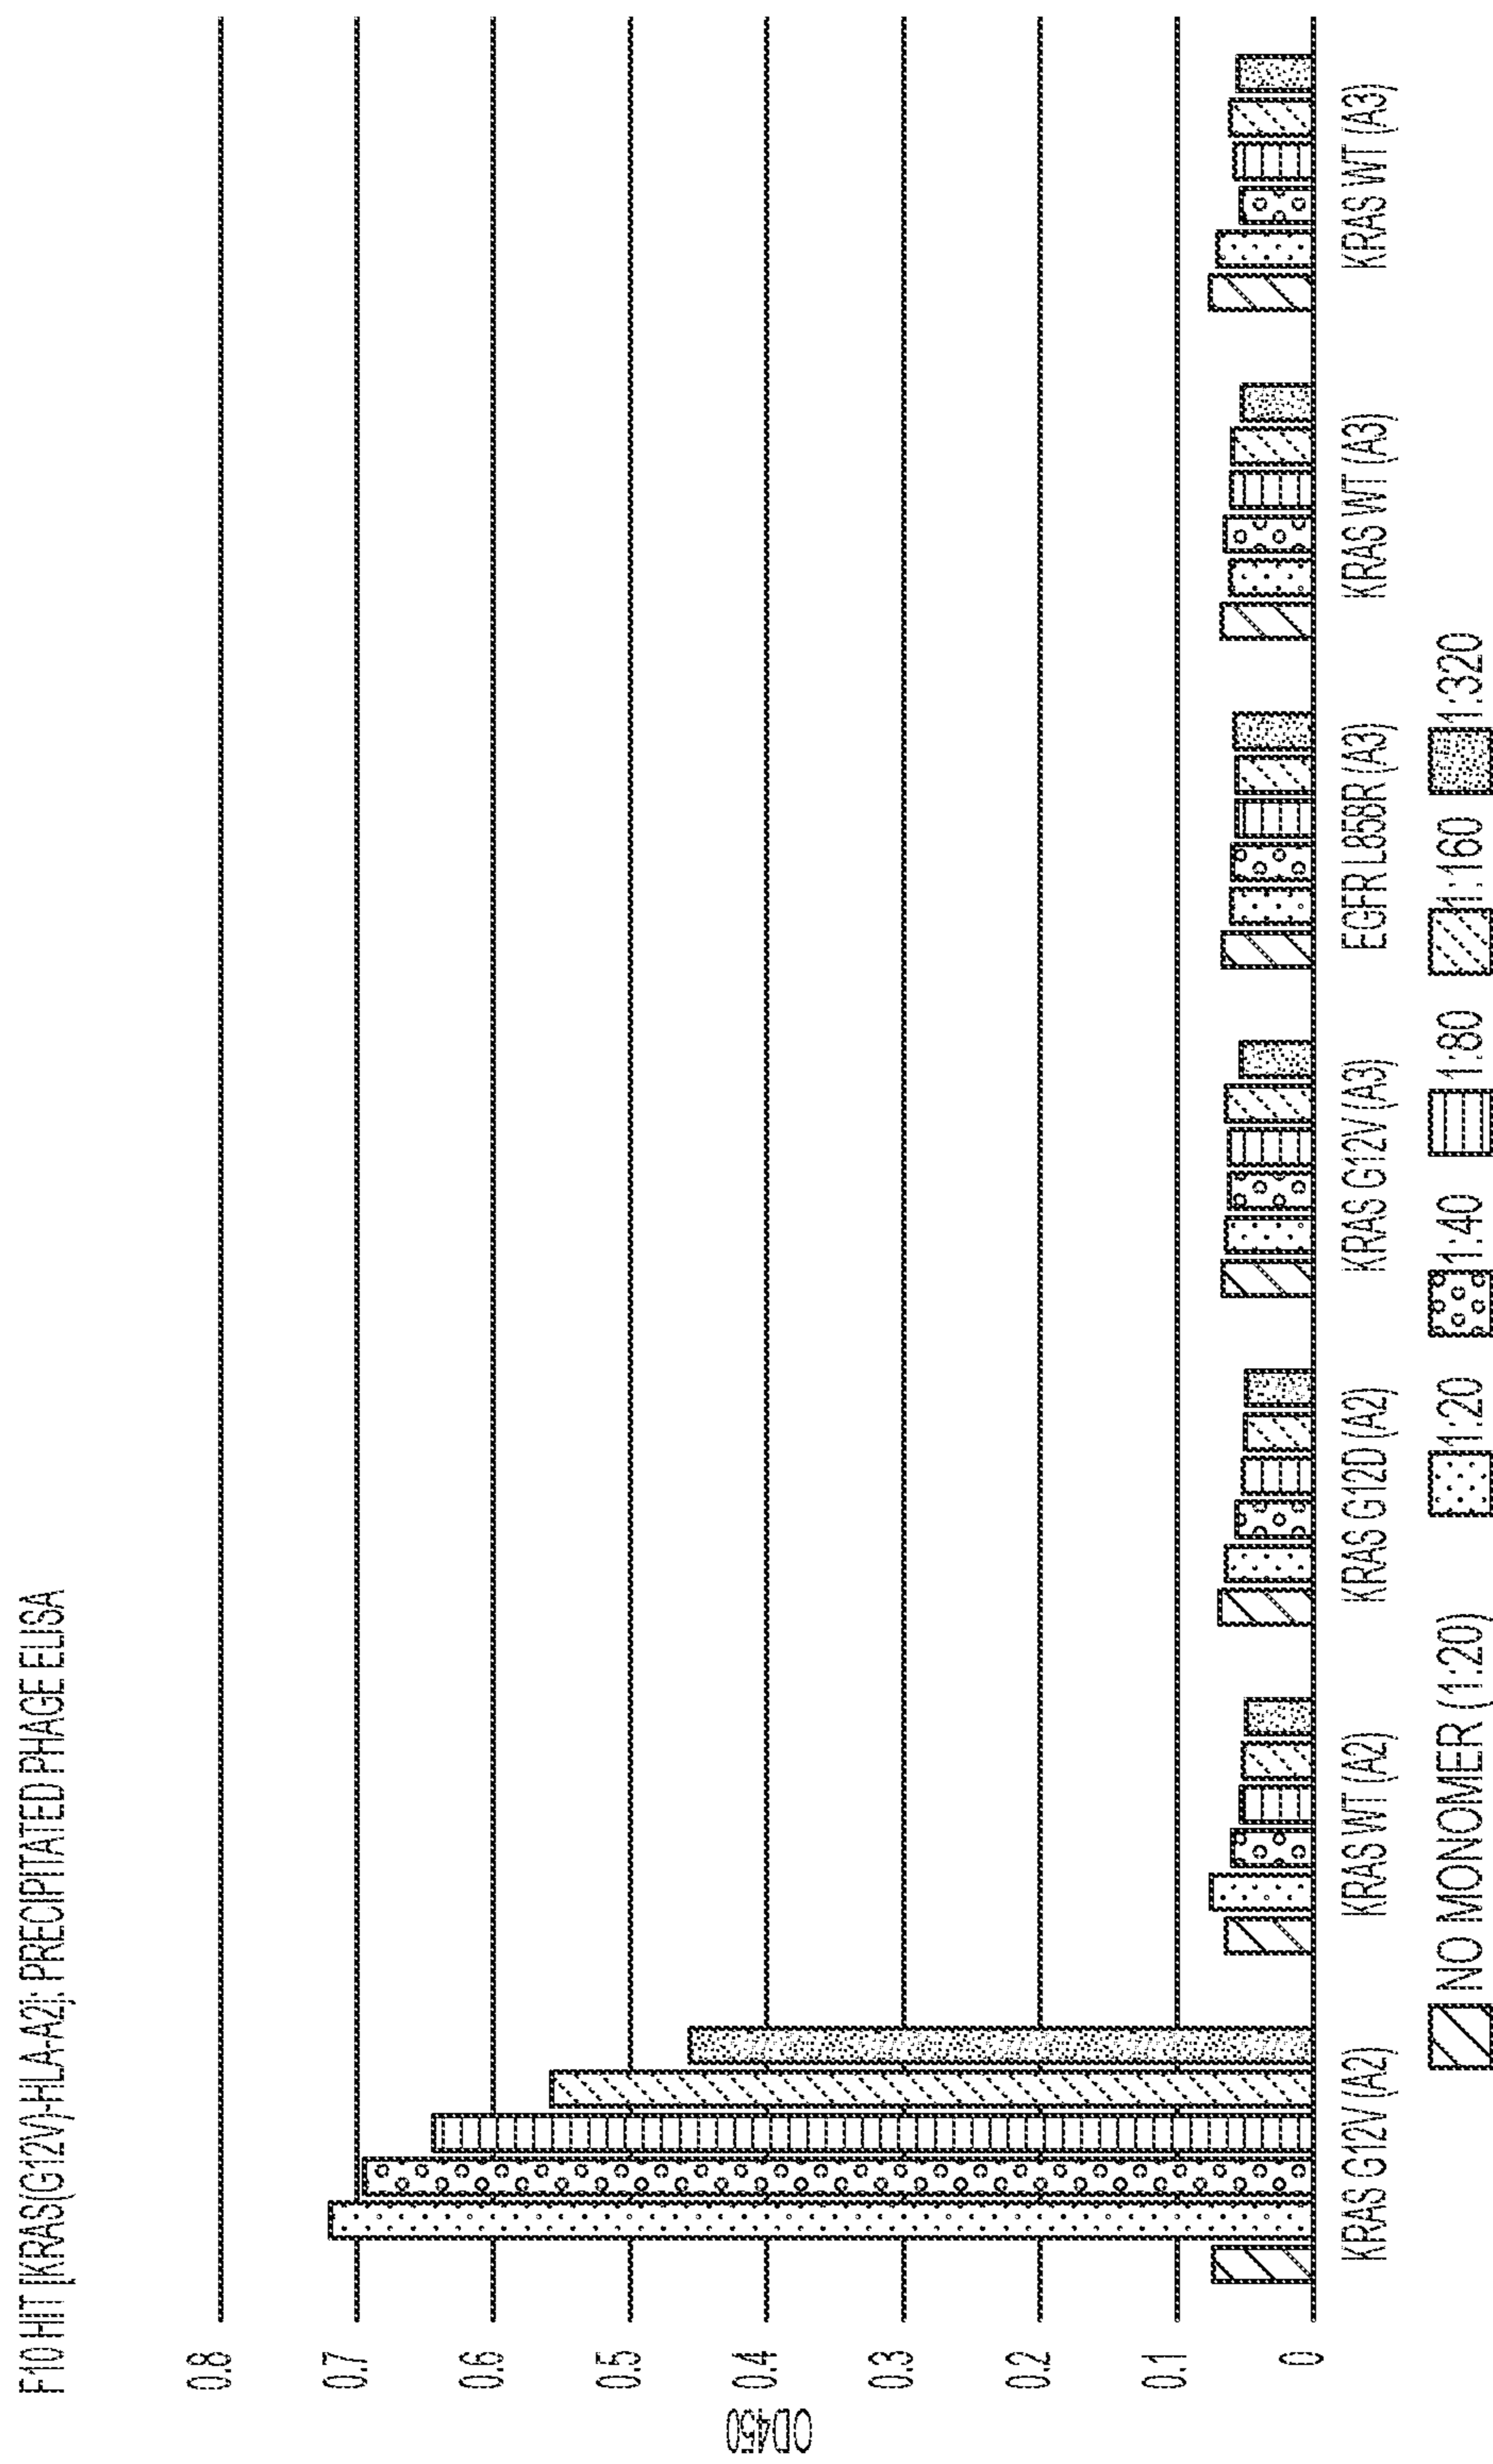 F10 HIT [KRAS(G12V)-HLA-A2]: PRECIPITATED PHAGE ELISA
0.8
0.7
0.6
0.5
0.4
0.3
0.2
0.1
0
OD450
KRAS G12V (A2)
KRAS WT (A2)
KRAS G12D (A2)
KRAS G12V (A3)
EGFR L858R (A3)
KRAS WT (A3)
KRAS WT (A3)
NO MONOMER (1:20)
1:20
1:40
1:80
1:160
1:320